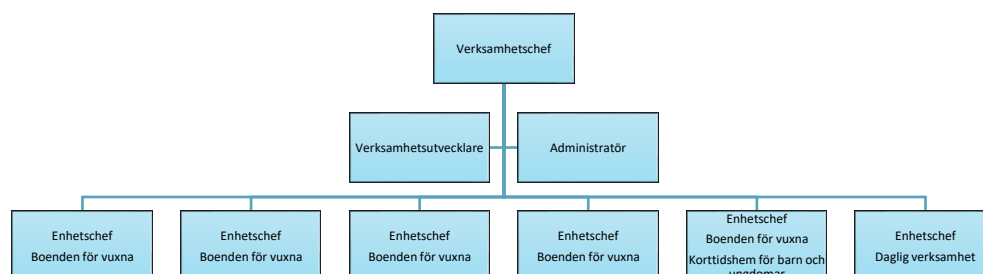 Verksamhetschef
Verksamhetsutvecklare
Administratör
Enhetschef
Boenden för vuxna
Enhetschef
Boenden för vuxna
Enhetschef
Boenden för vuxna
Enhetschef
Boenden för vuxna
Enhetschef
Boenden för vuxna
Korttidshem för barn och
ungdomar
Enhetschef
Daglig verksamhet